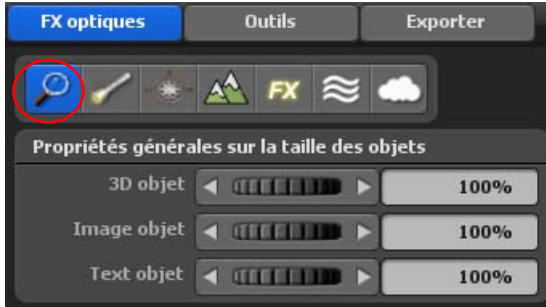 FX optiques Outils Exporter
FX
Propriétés générales sur la taille des objets
3D objet 100%
Image objet 100%
Text objet 100%